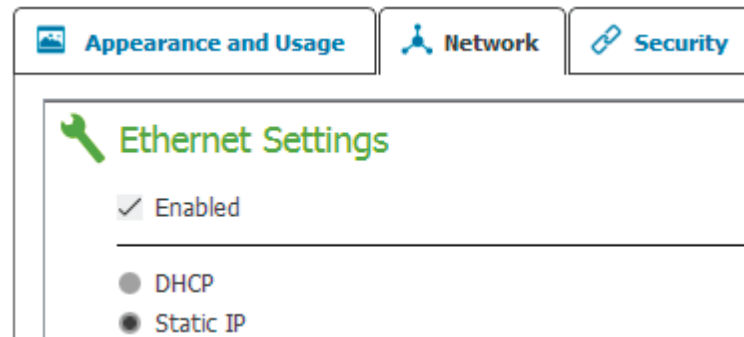 Appearance and Usage Network Security
Ethernet Settings
Enabled
DHCP
Static IP